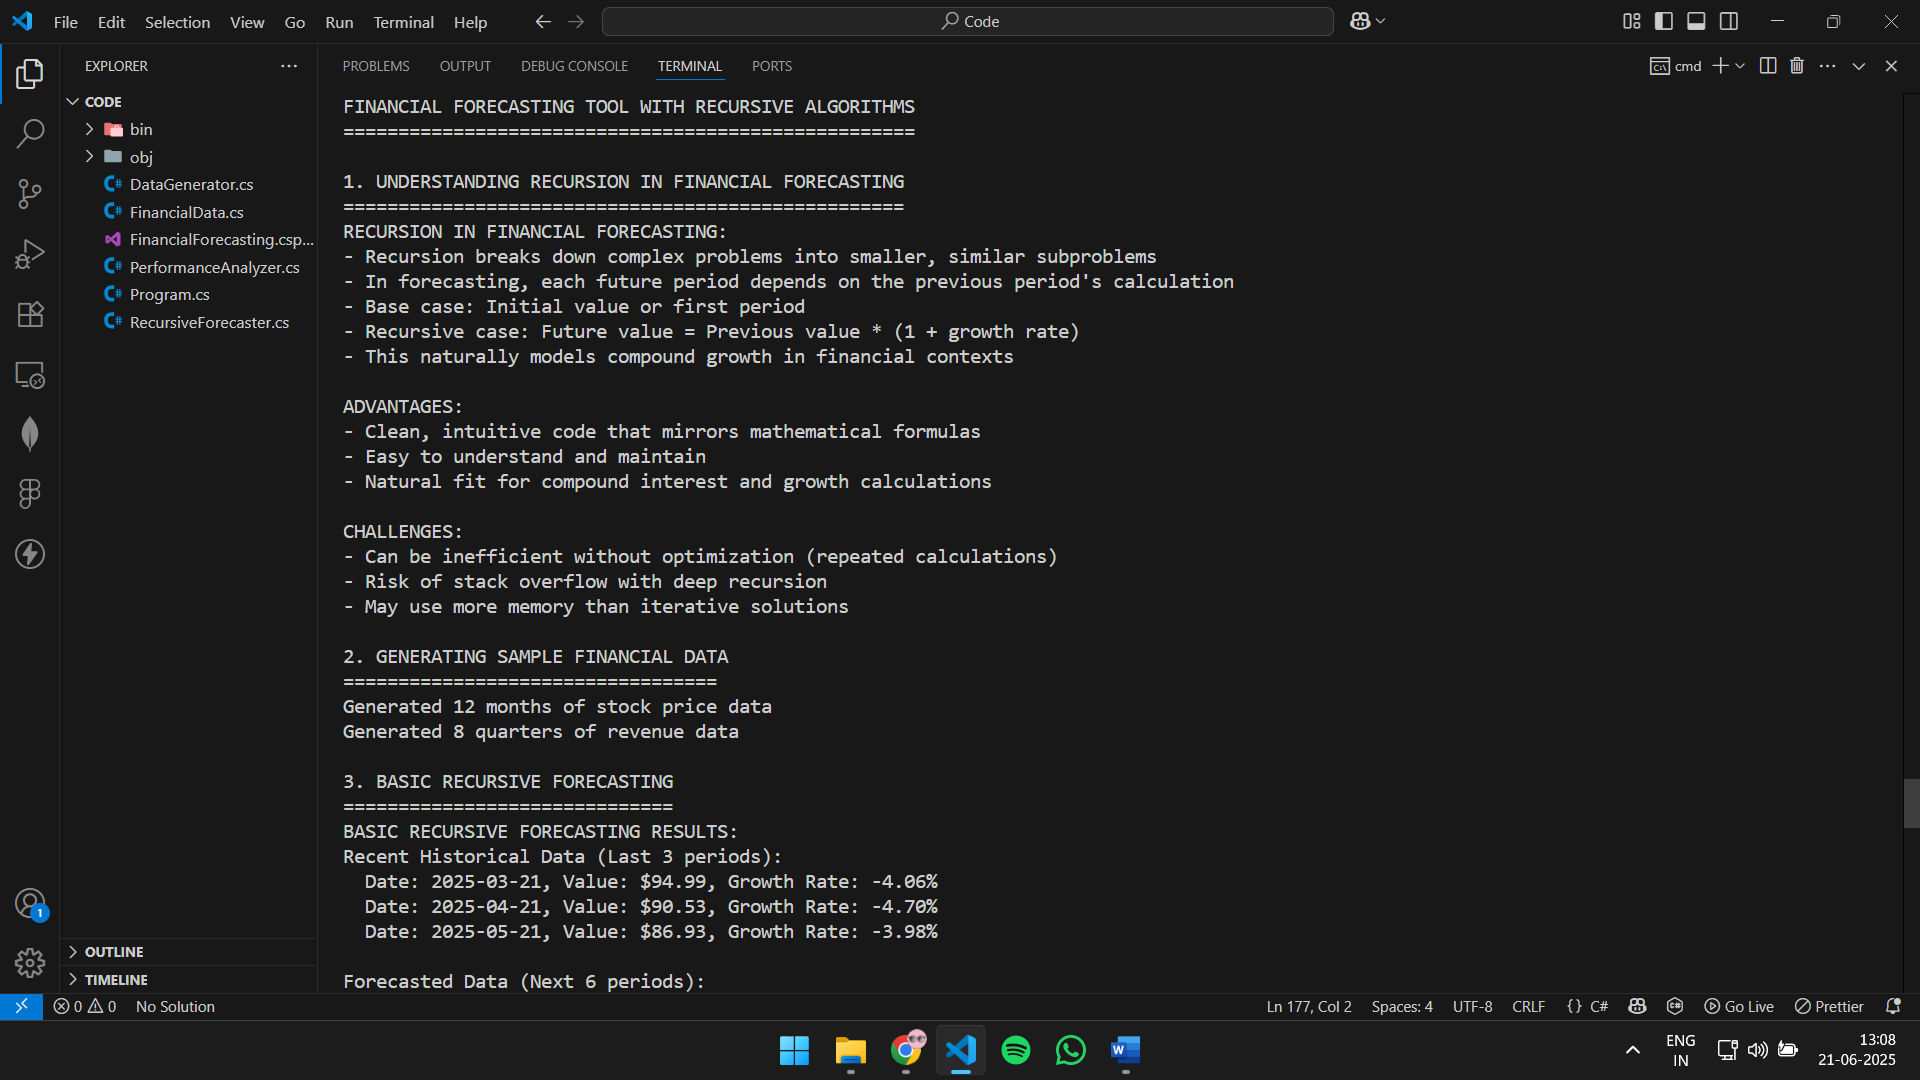 File Edit Selection View Go Run Terminal Help
Code
EXPLORER
CODE
bin
obj
DataGenerator.cs
FinancialData.cs
FinancialForecasting.csp...
PerformanceAnalyzer.cs
Program.cs
RecursiveForecaster.cs
OUTLINE
TIMELINE
PROBLEMS OUTPUT DEBUG CONSOLE TERMINAL PORTS
cmd
FINANCIAL FORECASTING TOOL WITH RECURSIVE ALGORITHMS
====================================================
1. UNDERSTANDING RECURSION IN FINANCIAL FORECASTING
===================================================
RECURSION IN FINANCIAL FORECASTING:
- Recursion breaks down complex problems into smaller, similar subproblems
- In forecasting, each future period depends on the previous period's calculation
- Base case: Initial value or first period
- Recursive case: Future value = Previous value * (1 + growth rate)
- This naturally models compound growth in financial contexts
ADVANTAGES:
- Clean, intuitive code that mirrors mathematical formulas
- Easy to understand and maintain
- Natural fit for compound interest and growth calculations
CHALLENGES:
- Can be inefficient without optimization (repeated calculations)
- Risk of stack overflow with deep recursion
- May use more memory than iterative solutions
2. GENERATING SAMPLE FINANCIAL DATA
==================================
Generated 12 months of stock price data
Generated 8 quarters of revenue data
3. BASIC RECURSIVE FORECASTING
==============================
BASIC RECURSIVE FORECASTING RESULTS:
Recent Historical Data (Last 3 periods):
Date: 2025-03-21, Value: $94.99, Growth Rate: -4.06%
Date: 2025-04-21, Value: $90.53, Growth Rate: -4.70%
Date: 2025-05-21, Value: $86.93, Growth Rate: -3.98%
Forecasted Data (Next 6 periods):
1
0 0 No Solution
Ln 177, Col 2 Spaces: 4 UTF-8 CRLF {} C# Go Live Prettier
W
ENG
IN
13:08
21-06-2025